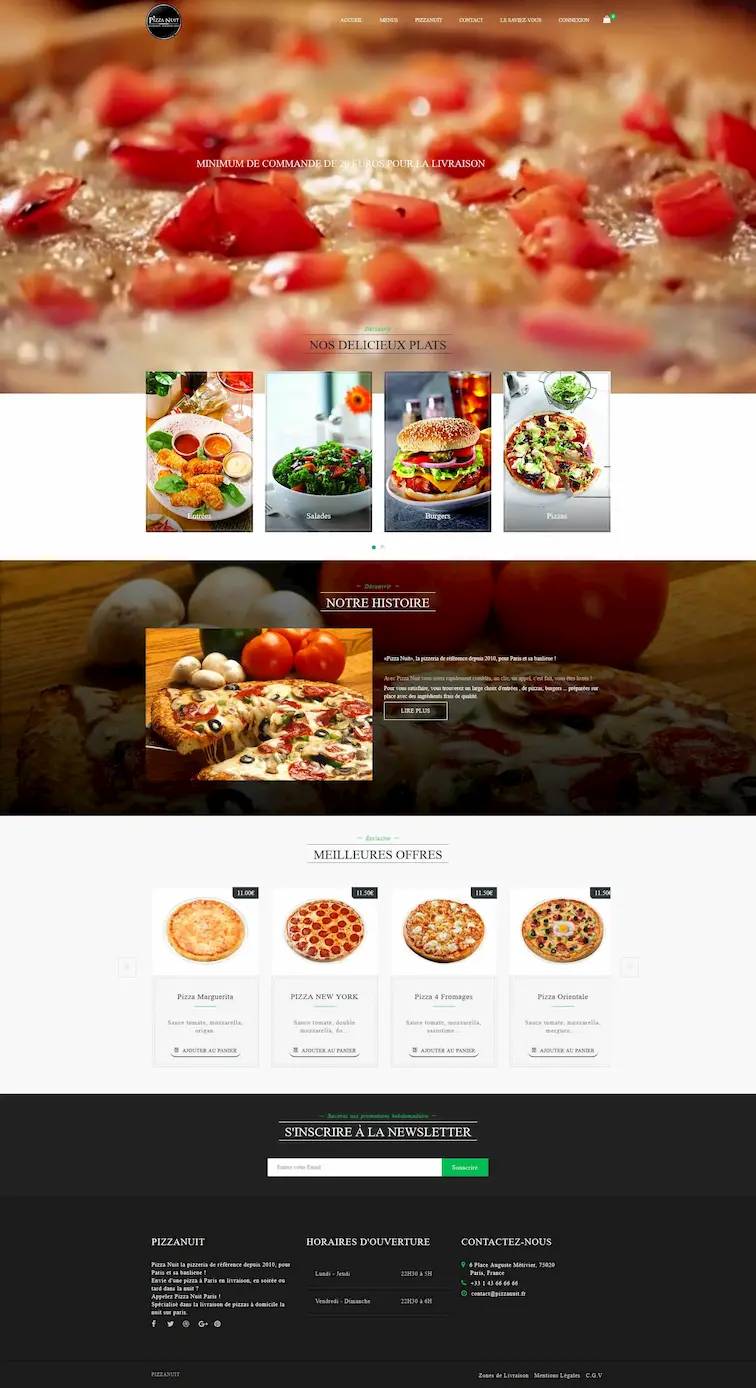 PIZZA NUIT
ACCUEIL MENUS PIZZANUIT CONTACT LE SAVIEZ-VOUS CONNEXION
MINIMUM DE COMMANDE DE 20 EUROS POUR LA LIVRAISON
Découvrir
NOS DELICIEUX PLATS
Entrées Salades Burgers Pizzas
Découvrir
NOTRE HISTOIRE
«Pizza Nuit», la pizzeria de référence depuis 2010, pour Paris et sa banlieue !
Avec Pizza Nuit vous serez rapidement comblés, un clic, un appel, c'est fait, vous êtes livrés !
Pour vous satisfaire, vous trouverez un large choix d'entrées , de pizzas, burgers ... préparées sur
place avec des ingrédients frais de qualité.
LIRE PLUS
MEILLEURES OFFRES
11.00€ 11.50€ 11.50€ 11.50€
Pizza Marguerita PIZZA NEW YORK Pizza 4 Fromages Pizza Orientale
Sauce tomate, mozzarella, Sauce tomate, double Sauce tomate, mozzarella, Sauce tomate, mozzarella,
origan. mozzarella, do... assortime... merguez..
AJOUTER AU PANIER AJOUTER AU PANIER AJOUTER AU PANIER AJOUTER AU PANIER
nos promotions hebdomadaire
S'INSCRIRE À LA NEWSLETTER
Entrez votre Email Souscrire
PIZZANUIT HORAIRES D'OUVERTURE CONTACTEZ-NOUS
Pizza Nuit la pizzeria de référence depuis 2010, pour
Paris et sa banlieue !
Envie d'une pizza à Paris en livraison, en soirée ou
tard dans la nuit ?
Appelez Pizza Nuit Paris !
Spécialisé dans la livraison de pizzas à domicile la
nuit sur paris.
Lundi - Jeudi 22H30 à 5H
Vendredi - Dimanche 22H30 à 6H
6 Place Auguste Métivier, 75020
Paris, France
+33 1 43 66 66 66
contact@pizzanuit.fr
PIZZANUIT Zones de Livraison Mentions Légales C.G.V